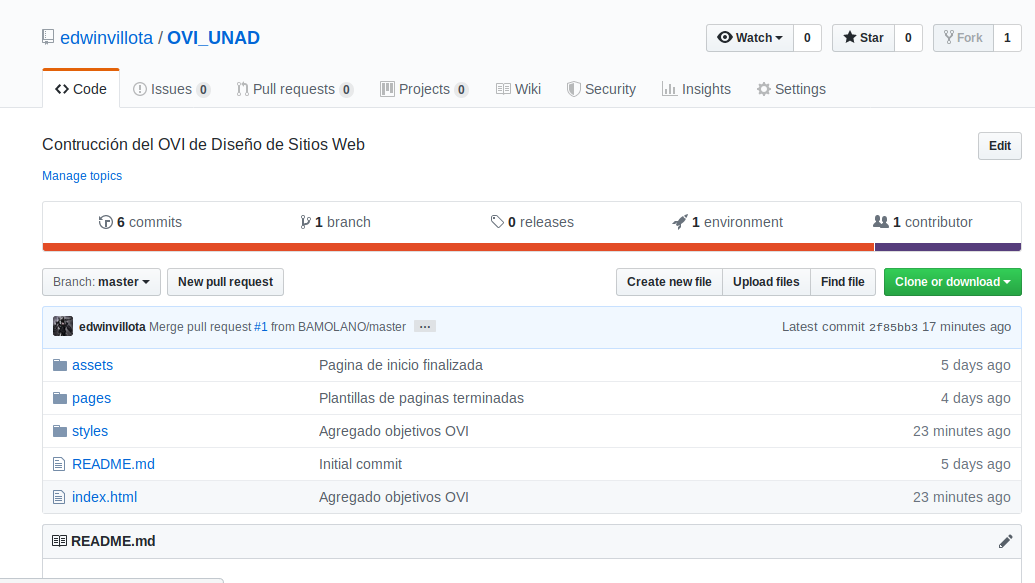 edwinvillota / OVI_UNAD Watch 0 Star 0 Fork 1
Code Issues 0 Pull requests 0 Projects 0 Wiki Security Insights Settings
Contrucción del OVI de Diseño de Sitios Web Edit
Manage topics
6 commits 1 branch 0 releases 1 environment 1 contributor
Branch: master New pull request Create new file Upload files Find file Clone or download
edwinvillota Merge pull request #1 from BAMOLANO/master ... Latest commit 2f85bb3 17 minutes ago
assets Pagina de inicio finalizada 5 days ago
pages Plantillas de paginas terminadas 4 days ago
styles Agregado objetivos OVI 23 minutes ago
README.md Initial commit 5 days ago
index.html Agregado objetivos OVI 23 minutes ago
README.md